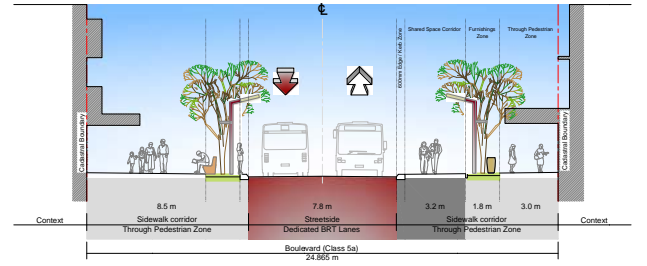 ℄
Shared Space Corridor
Furnishings
Zone
Through Pedestrian
Zone
600mm Edge / Kerb Zone
Cadastral Boundary
Cadastral Boundary
8.5 m
7.8 m
3.2 m
1.8 m
3.0 m
Context
Sidewalk corridor
Streetside
Sidewalk corridor
Context
Through Pedestrian Zone
Dedicated BRT Lanes
Through Pedestrian Zone
Boulevard (Class 5a)
24.865 m